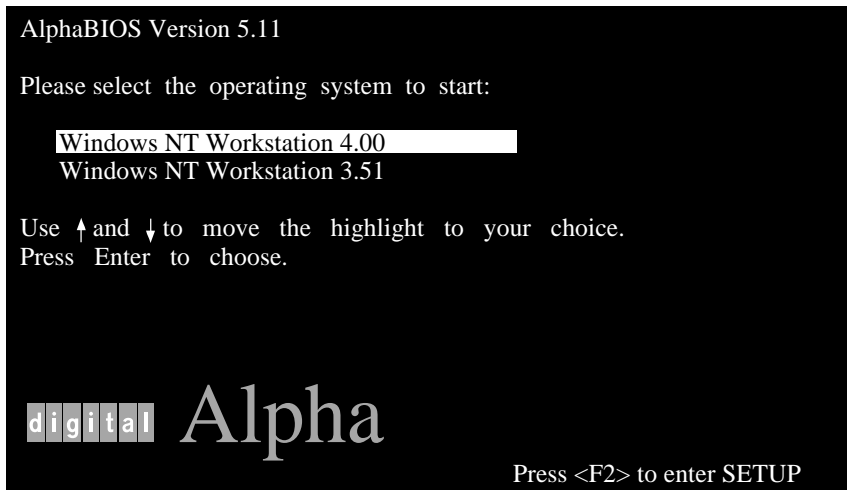 AlphaBIOS Version 5.11
Please select the operating system to start:
Windows NT Workstation 4.00
Windows NT Workstation 3.51
Use ↑ and ↓ to move the highlight to your choice.
Press Enter to choose.
digital Alpha
Press <F2> to enter SETUP